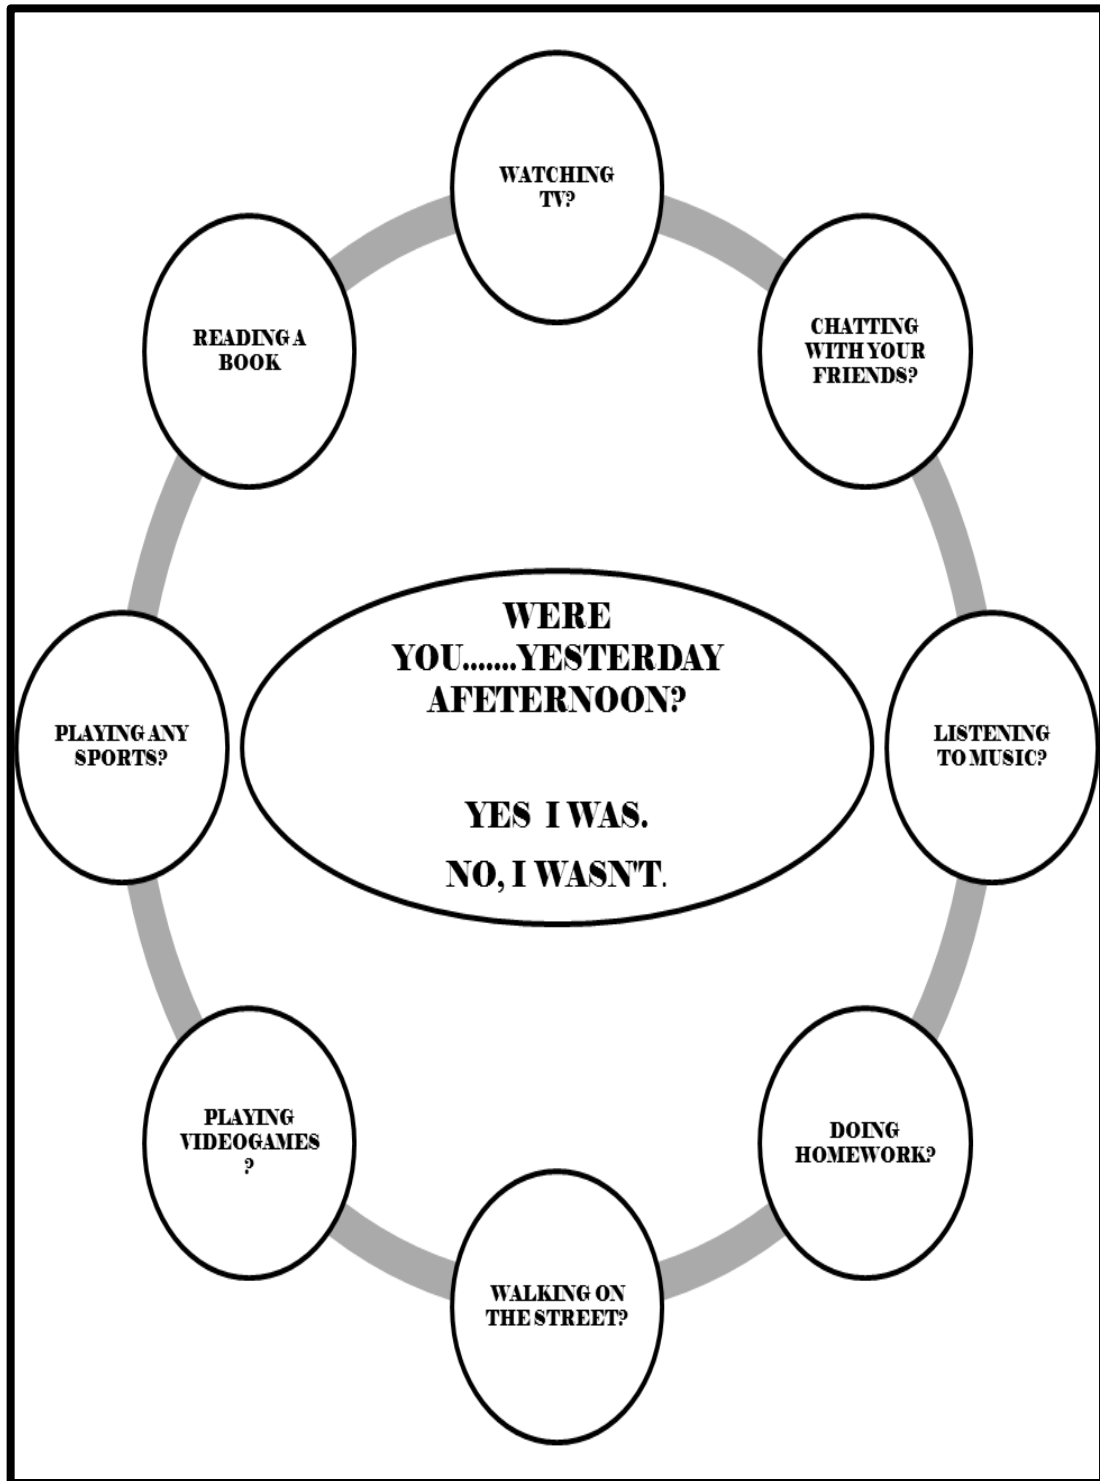 WATCHING
TV?
CHATTING
WITH YOUR
FRIENDS?
LISTENING
TO MUSIC?
DOING
HOMEWORK?
WALKING ON
THE STREET?
PLAYING
VIDEOGAMES
?
PLAYING ANY
SPORTS?
READING A
BOOK
WERE
YOU.......YESTERDAY
AFETERNOON?
YES I WAS.
NO, I WASN'T.